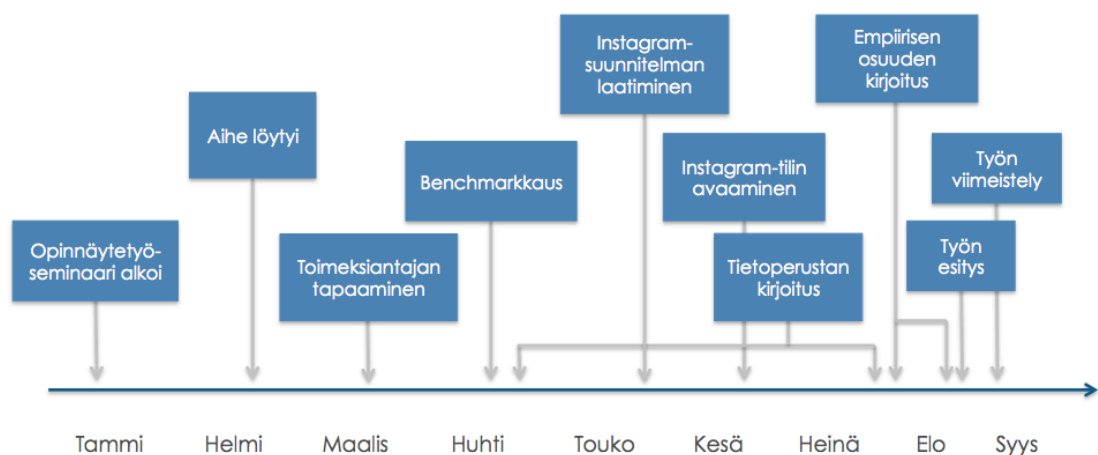 Opinnäytetyö-
seminaari alkoi
Aihe löytyi
Toimeksiantajan
tapaaminen
Benchmarkkaus
Instagram-
suunnitelman
laatiminen
Instagram-tilin
avaaminen
Tietoperustan
kirjoitus
Empiirisen
osuuden
kirjoitus
Työn
viimeistely
Työn
esitys
Tammi Helmi Maalis Huhti Touko Kesä Heinä Elo Syys